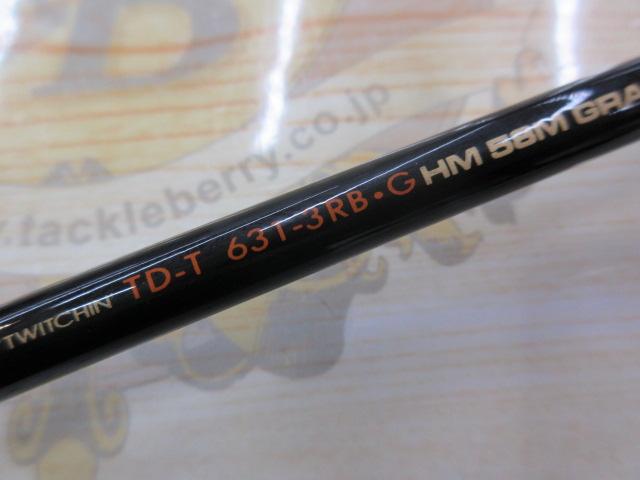 TWITCHIN TD-T 631-3RB·G HM 58M GRA
www.tackleberry.co.jp